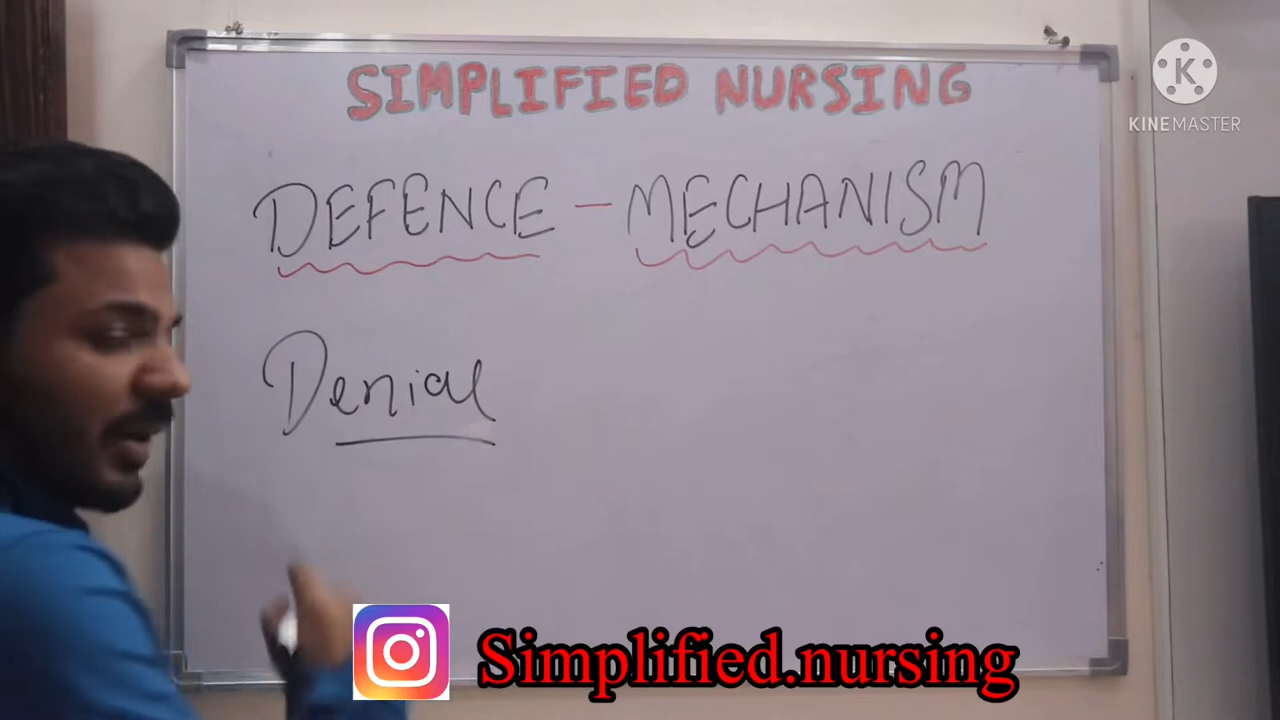 SIMPLIFIED NURSING
K
KINEMASTER
DEFENCE - MECHANISM
Denial
Simplified.nursing